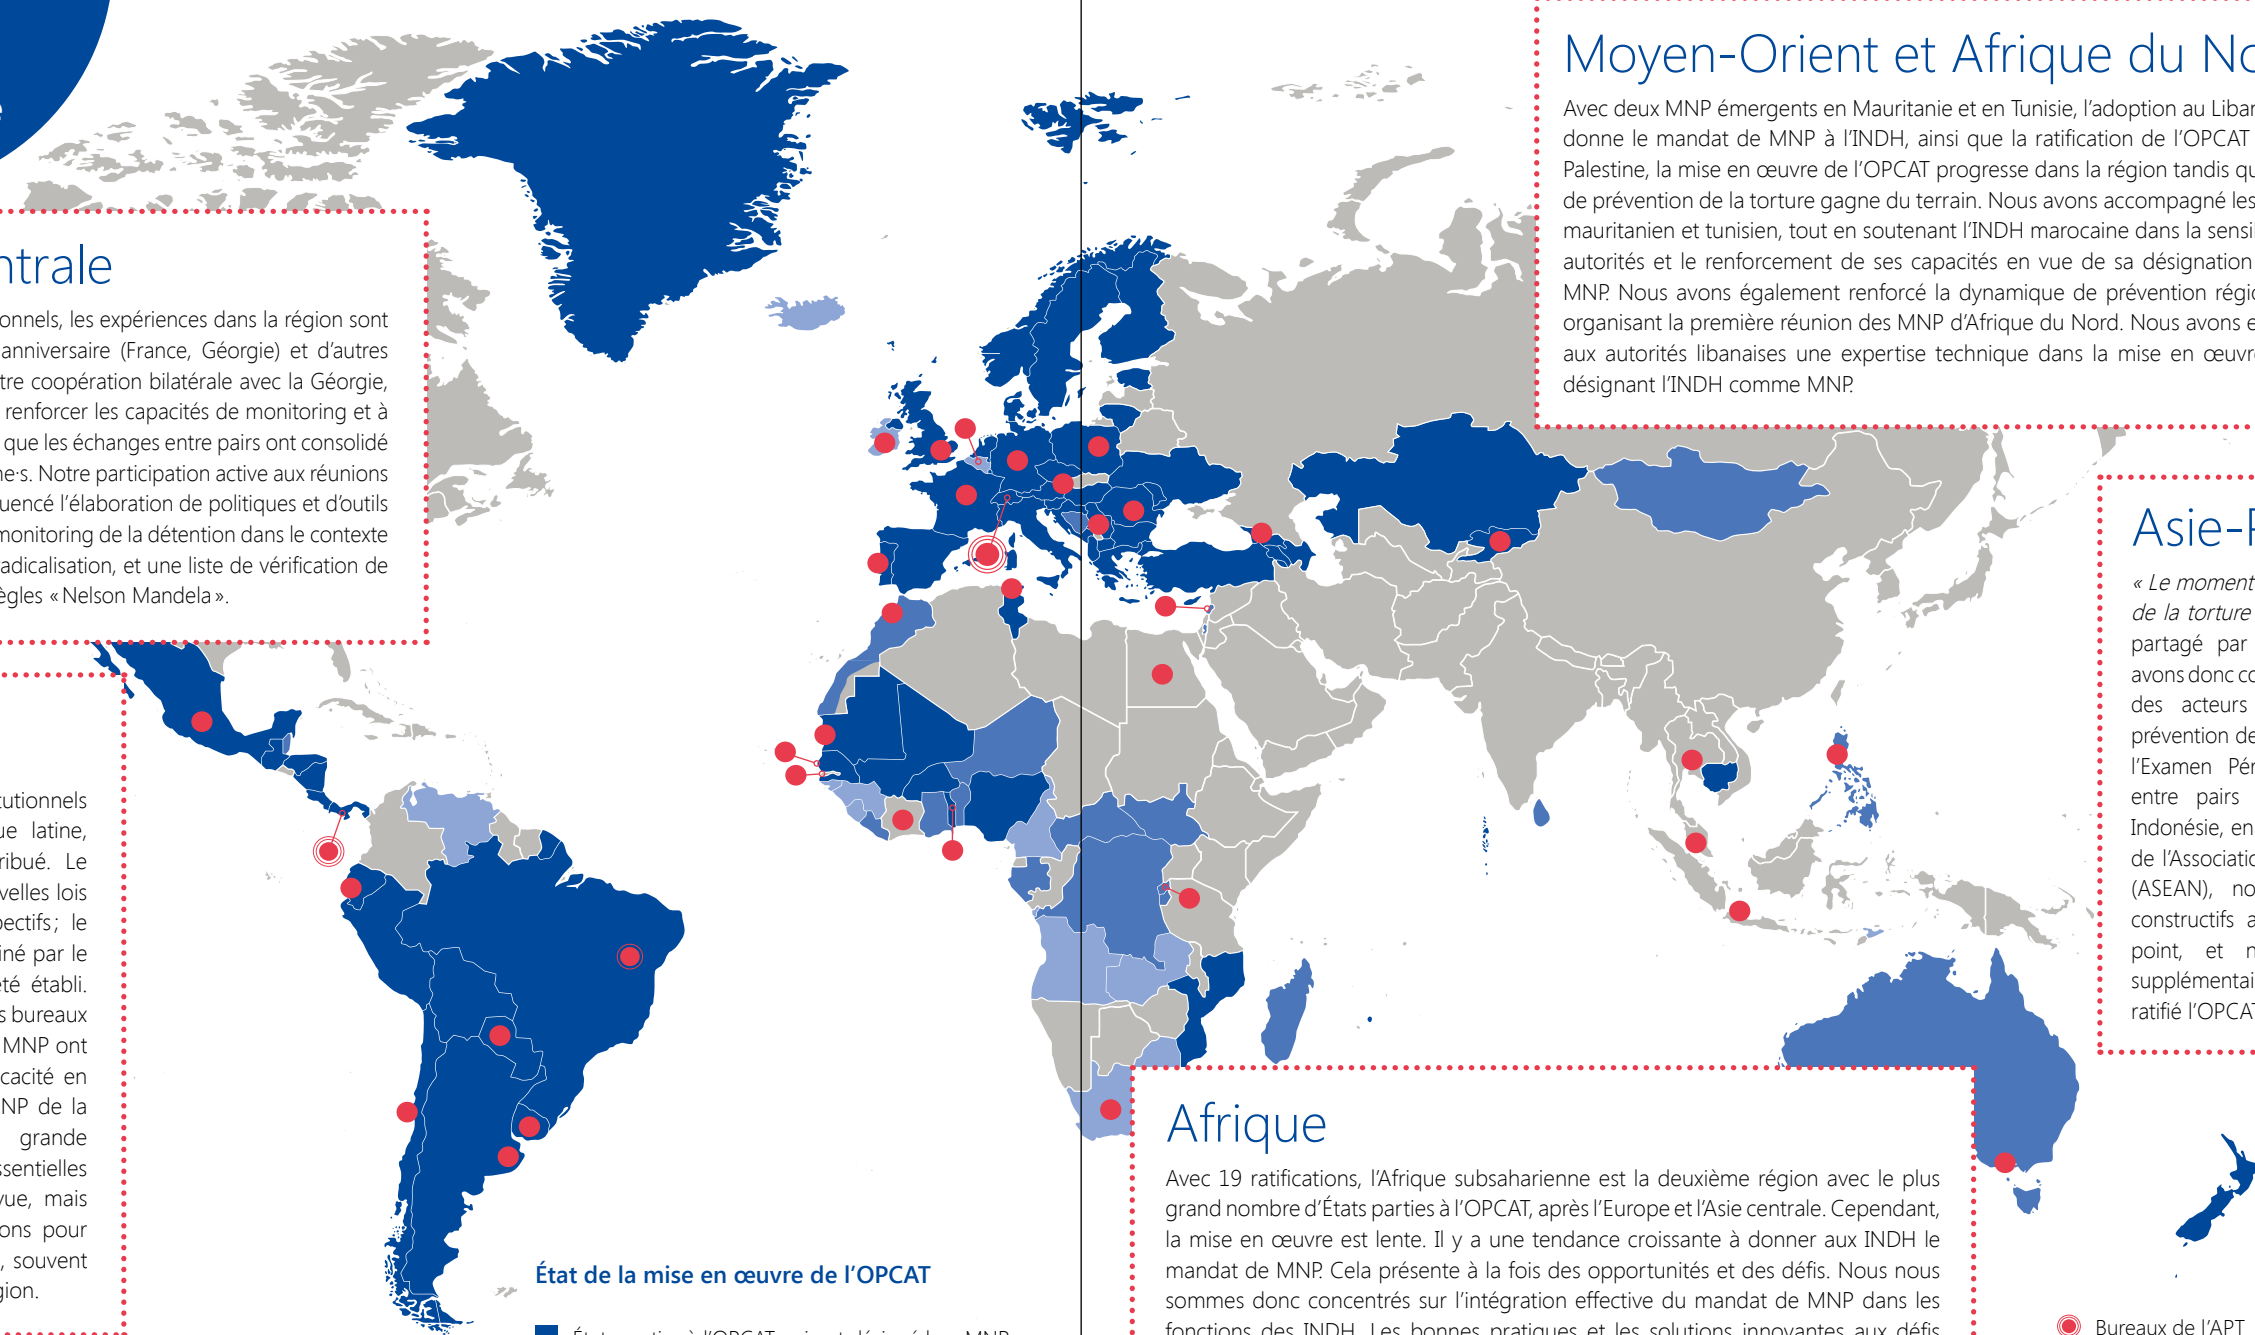 e
ntrale
onnels, les expériences dans la région sont
anniversaire (France, Géorgie) et d'autres
tre coopération bilatérale avec la Géorgie,
renforcer les capacités de monitoring et à
que les échanges entre pairs ont consolidé
ne·s. Notre participation active aux réunions
uencé l'élaboration de politiques et d'outils
monitoring de la détention dans le contexte
adicalisation, et une liste de vérification de
ègles «Nelson Mandela».
tutionnels
ue latine,
ribué. Le
velles lois
pectifs; le
iné par le
été établi.
s bureaux
MNP ont
cacité en
NP de la
grande
ssentielles
vue, mais
ons pour
, souvent
gion.
État de la mise en œuvre de l'OPCAT
Moyen-Orient et Afrique du No
Avec deux MNP émergents en Mauritanie et en Tunisie, l'adoption au Liban
donne le mandat de MNP à l'INDH, ainsi que la ratification de l'OPCAT
Palestine, la mise en œuvre de l'OPCAT progresse dans la région tandis qu
de prévention de la torture gagne du terrain. Nous avons accompagné les
mauritanien et tunisien, tout en soutenant l'INDH marocaine dans la sensi
autorités et le renforcement de ses capacités en vue de sa désignation
MNP. Nous avons également renforcé la dynamique de prévention régio
organisant la première réunion des MNP d'Afrique du Nord. Nous avons e
aux autorités libanaises une expertise technique dans la mise en œuvre
désignant l'INDH comme MNP.
Asie-P
« Le moment
de la torture
partagé par
avons donc co
des acteurs
prévention de
l'Examen Pér
entre pairs
Indonésie, en
de l'Associatio
(ASEAN), no
constructifs a
point, et n
supplémentai
ratifié l'OPCAT
Afrique
Avec 19 ratifications, l'Afrique subsaharienne est la deuxième région avec le plus
grand nombre d'États parties à l'OPCAT, après l'Europe et l'Asie centrale. Cependant,
la mise en œuvre est lente. Il y a une tendance croissante à donner aux INDH le
mandat de MNP. Cela présente à la fois des opportunités et des défis. Nous nous
sommes donc concentrés sur l'intégration effective du mandat de MNP dans les
fonctions des INDH. Les bonnes pratiques et les solutions innovantes aux défis
Bureaux de l'APT